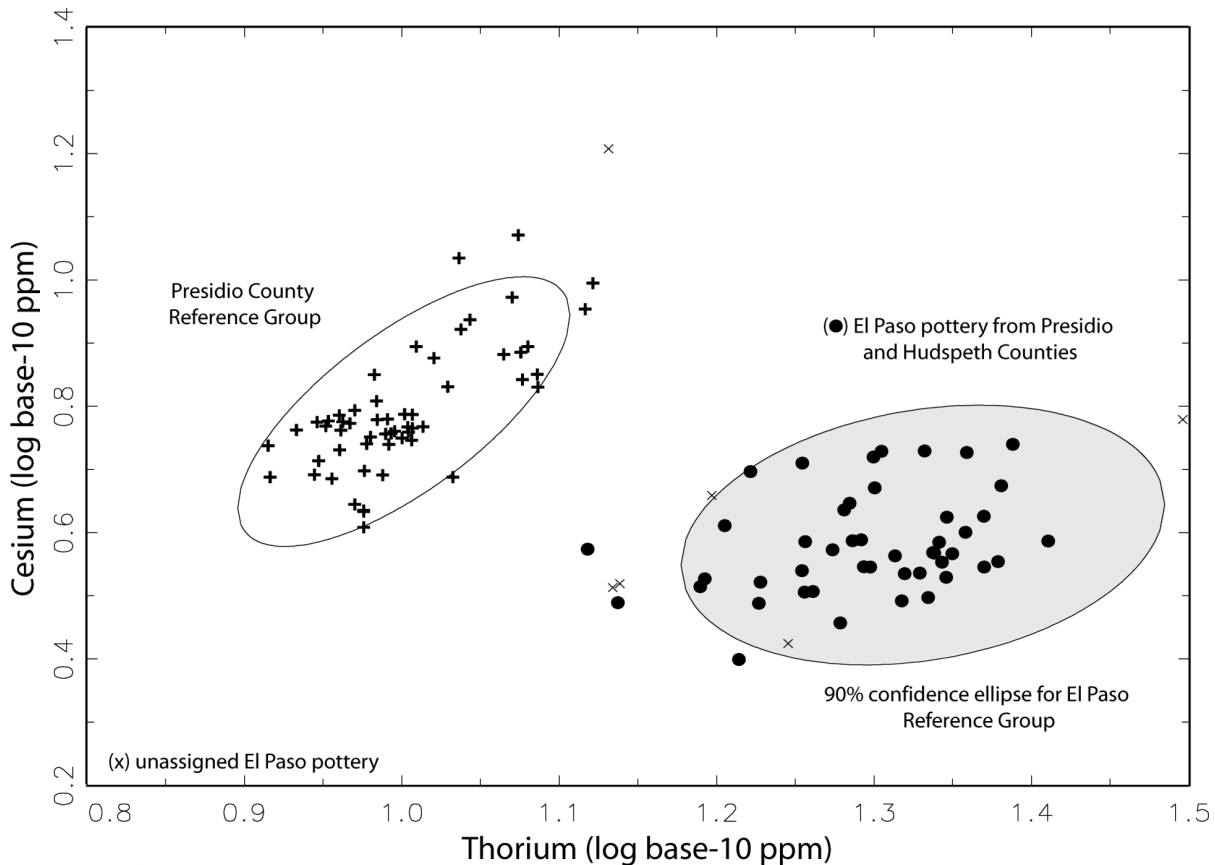 1.4
1.2
1.0
0.8
0.6
0.4
0.2
Cesium (log base-10 ppm)
Presidio County
Reference Group
(●) El Paso pottery from Presidio
and Hudspeth Counties
90% confidence ellipse for El Paso
Reference Group
(x) unassigned El Paso pottery
0.8 0.9 1.0 1.1 1.2 1.3 1.4 1.5
Thorium (log base-10 ppm)